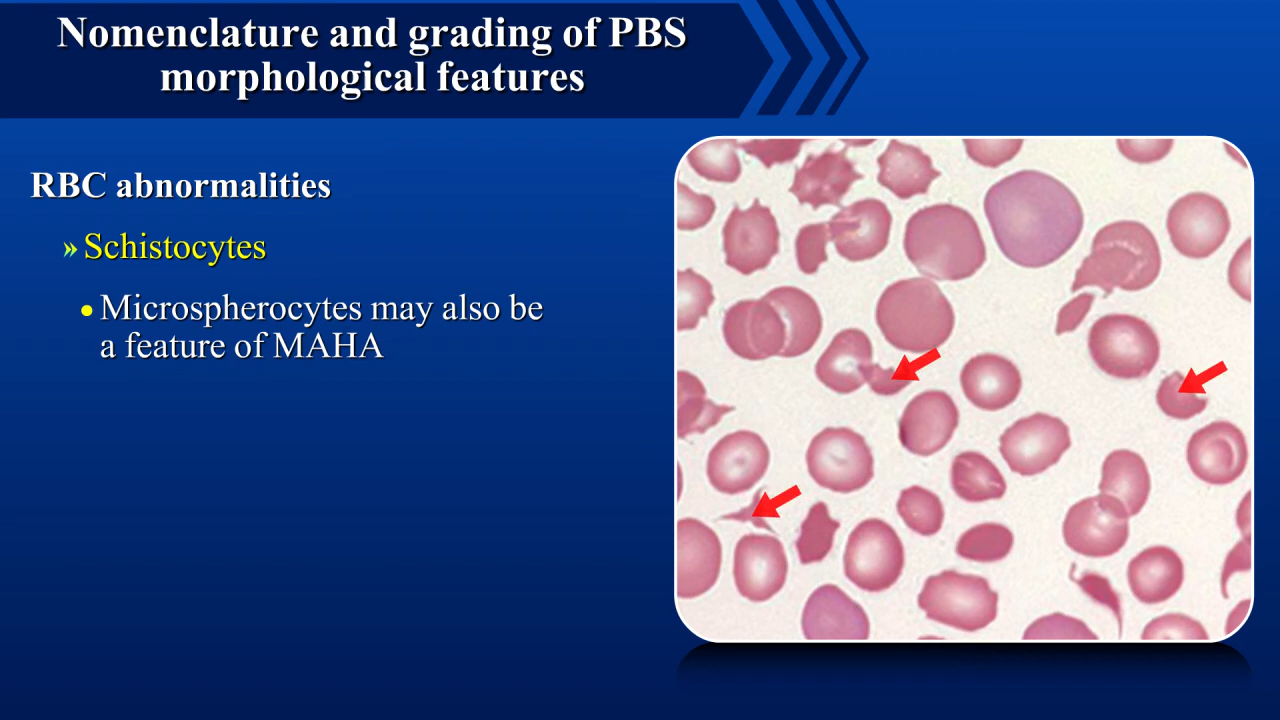 Nomenclature and grading of PBS
morphological features
RBC abnormalities
» Schistocytes
• Microspherocytes may also be
a feature of MAHA